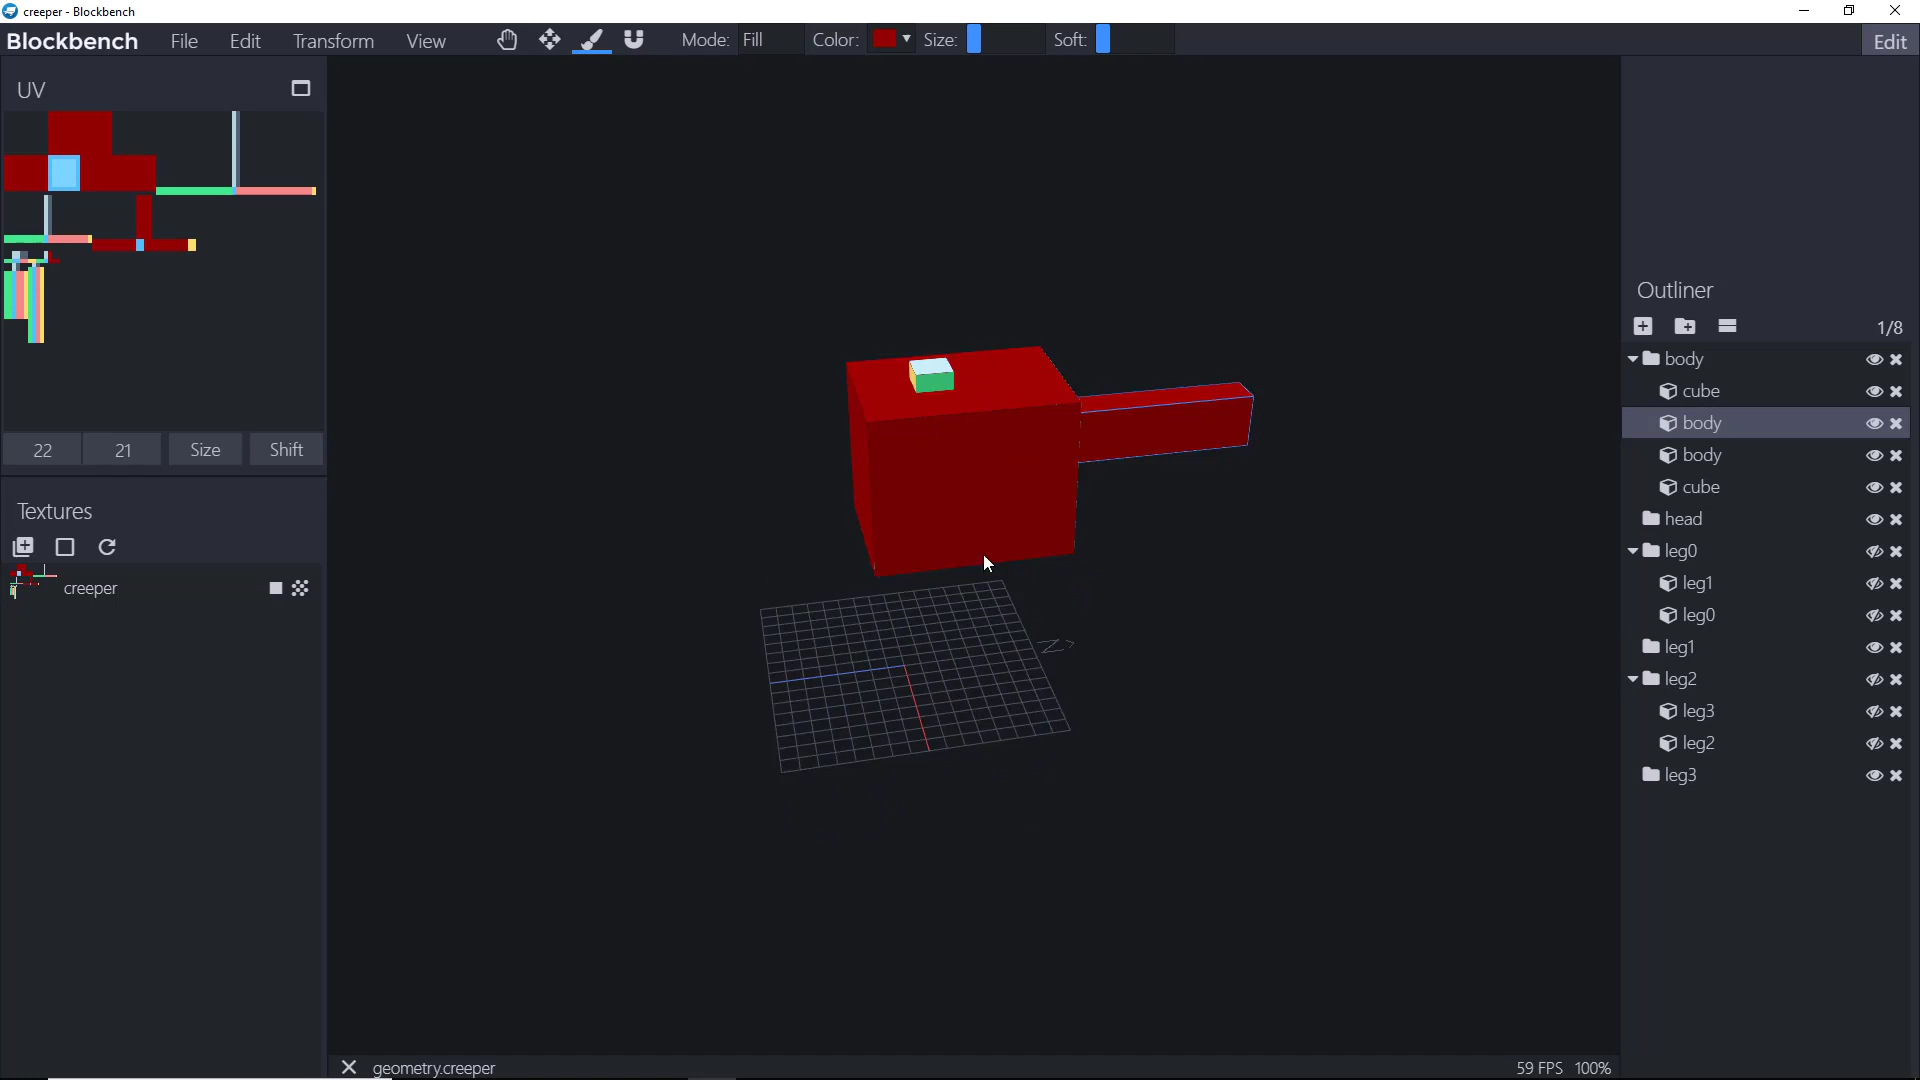 creeper - Blockbench
Blockbench File Edit Transform View Mode: Fill Color: Size: Soft: Edit
UV
22 21 Size Shift
Textures
creeper
Outliner
1/8
body
cube
body
body
cube
head
leg0
leg1
leg0
leg1
leg2
leg3
leg2
leg3
N
geometry.creeper 59 FPS 100%